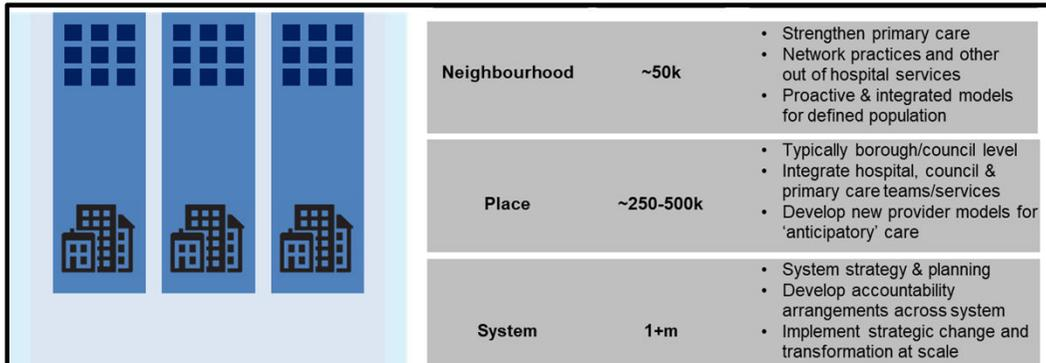 Neighbourhood
~50k
• Strengthen primary care
• Network practices and other
out of hospital services
• Proactive & integrated models
for defined population
Place
~250-500k
• Typically borough/council level
• Integrate hospital, council &
primary care teams/services
• Develop new provider models for
‘anticipatory’ care
System
1+m
• System strategy & planning
• Develop accountability
arrangements across system
• Implement strategic change and
transformation at scale